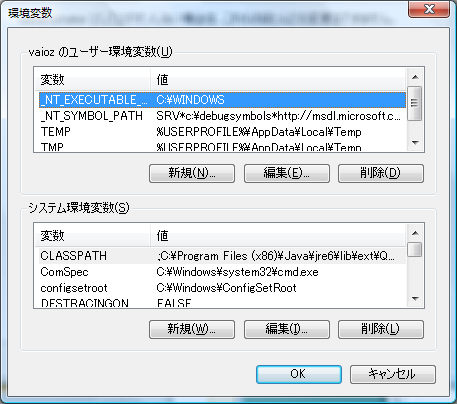 環境変数
vaioz のユーザー環境変数(U)
変数 値
_NT_EXECUTABLE_... C:¥WINDOWS
_NT_SYMBOL_PATH SRV*c:¥debugsymbols*http://msdl.microsoft.c...
TEMP %USERPROFILE%¥AppData¥Local¥Temp
TMP %USERPROFILE%¥AppData¥Local¥Temp
新規(N)... 編集(E)... 削除(D)
システム環境変数(S)
変数 値
CLASSPATH .;C:¥Program Files (x86)¥Java¥jre6¥lib¥ext¥Q...
ComSpec C:¥Windows¥system32¥cmd.exe
configsetroot C:¥Windows¥ConfigSetRoot
DFSTRACINGON FALSE
新規(W)... 編集(I)... 削除(L)
OK キャンセル